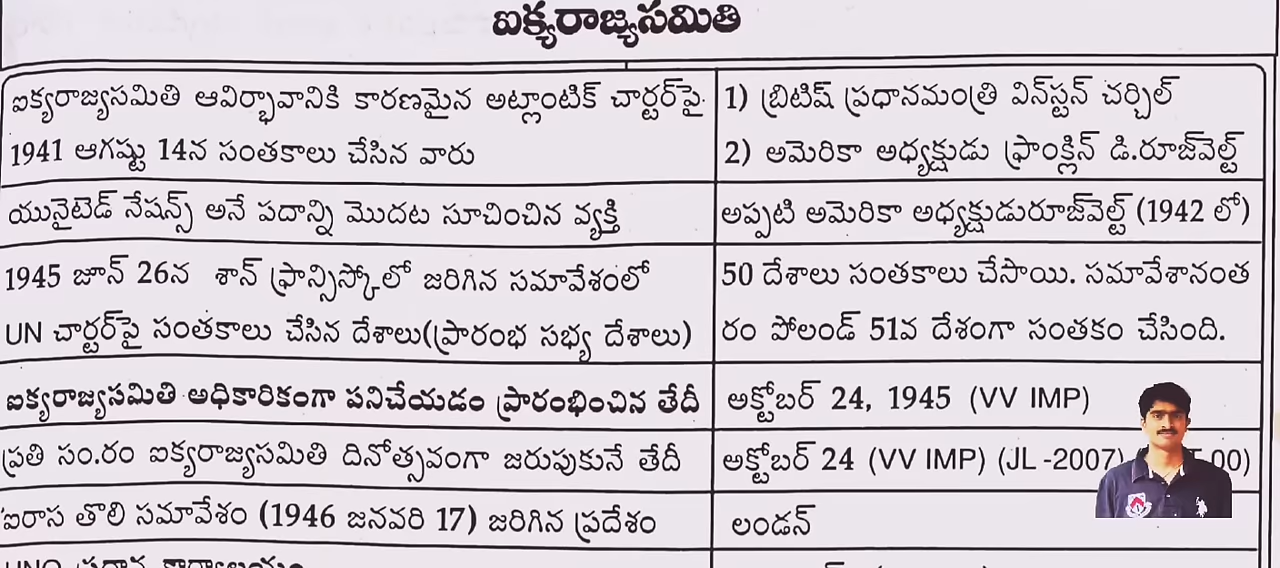 ఐక్యరాజ్యసమితి
ఐక్యరాజ్యసమితి ఆవిర్భావానికి కారణమైన అట్లాంటిక్ చార్టర్‌పై
1941 ఆగష్టు 14న సంతకాలు చేసిన వారు
1) బ్రిటిష్ ప్రధానమంత్రి విన్‌స్టన్ చర్చిల్
2) అమెరికా అధ్యక్షుడు ఫ్రాంక్లిన్ డి.రూజ్‌వెల్ట్
యునైటెడ్ నేషన్స్ అనే పదాన్ని మొదట సూచించిన వ్యక్తి
అప్పటి అమెరికా అధ్యక్షుడురూజ్‌వెల్ట్ (1942 లో)
1945 జూన్ 26న శాన్ ఫ్రాన్సిస్కోలో జరిగిన సమావేశంలో
UN చార్టర్‌పై సంతకాలు చేసిన దేశాలు(ప్రారంభ సభ్య దేశాలు)
50 దేశాలు సంతకాలు చేసాయి. సమావేశానంత
రం పోలండ్ 51వ దేశంగా సంతకం చేసింది.
ఐక్యరాజ్యసమితి అధికారికంగా పనిచేయడం ప్రారంభించిన తేదీ
అక్టోబర్ 24, 1945 (VV IMP)
ప్రతి సం.రం ఐక్యరాజ్యసమితి దినోత్సవంగా జరుపుకునే తేదీ
అక్టోబర్ 24 (VV IMP) (JL -2007)
ఐరాస తొలి సమావేశం (1946 జనవరి 17) జరిగిన ప్రదేశం
లండన్